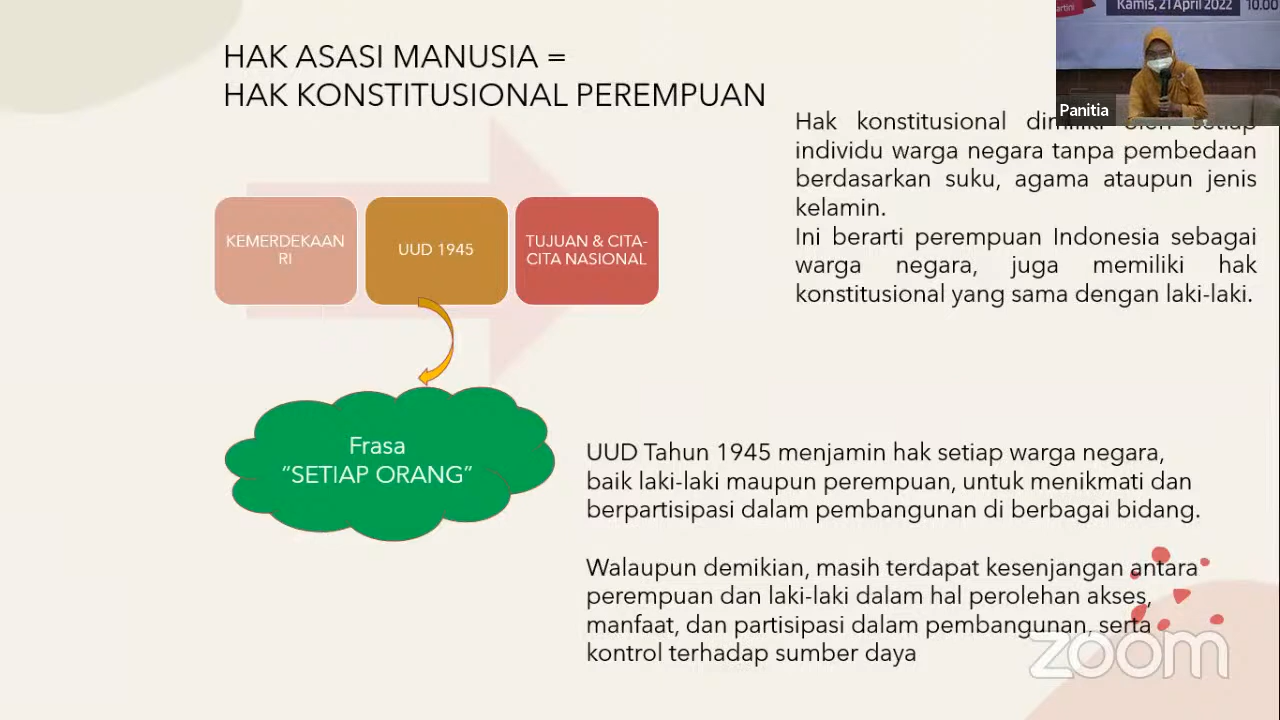 HAK ASASI MANUSIA =
HAK KONSTITUSIONAL PEREMPUAN
Kamis, 21 April 2022
10.00
Panitia
Hak konstitusional dimiliki oleh setiap
individu warga negara tanpa pembedaan
berdasarkan suku, agama ataupun jenis
kelamin.
Ini berarti perempuan Indonesia sebagai
warga negara, juga memiliki hak
konstitusional yang sama dengan laki-laki.
KEMERDEKAAN
RI
UUD 1945
TUJUAN & CITA-
CITA NASIONAL
Frasa
“SETIAP ORANG”
UUD Tahun 1945 menjamin hak setiap warga negara,
baik laki-laki maupun perempuan, untuk menikmati dan
berpartisipasi dalam pembangunan di berbagai bidang.
Walaupun demikian, masih terdapat kesenjangan antara
perempuan dan laki-laki dalam hal perolehan akses,
manfaat, dan partisipasi dalam pembangunan, serta
kontrol terhadap sumber daya
zoom